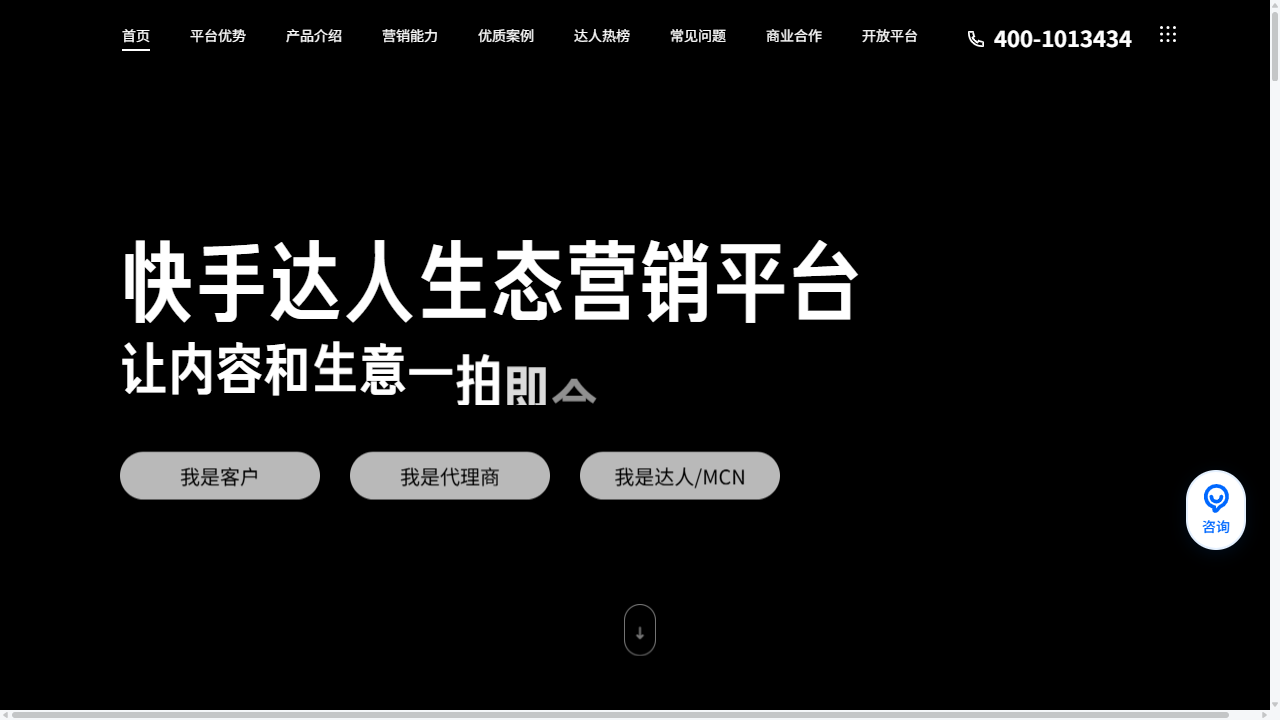 首页 平台优势 产品介绍 营销能力 优质案例 达人热榜 常见问题 商业合作 开放平台 400-1013434
快手达人生态营销平台
让内容和生意一拍即合
我是客户 我是代理商 我是达人/MCN
咨询